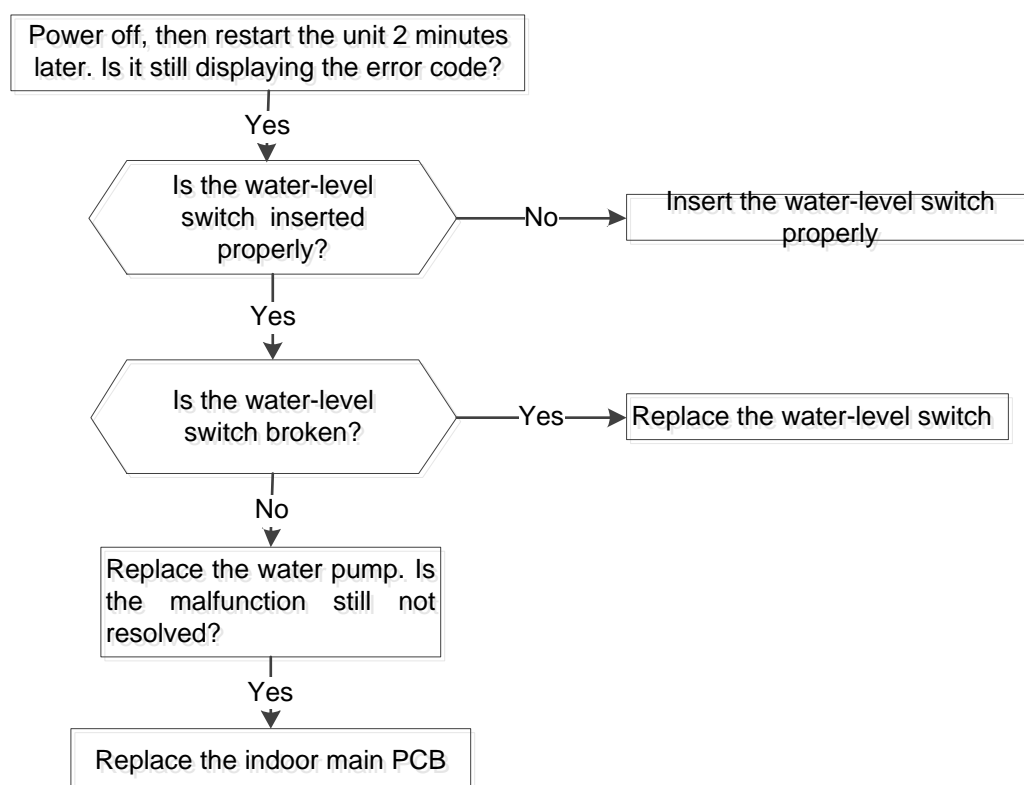 Power off, then restart the unit 2 minutes
later. Is it still displaying the error code?
Yes
Is the water-level
switch inserted
properly?
No
Insert the water-level switch
properly
Yes
Is the water-level
switch broken?
Yes
Replace the water-level switch
No
Replace the water pump. Is
the malfunction still not
resolved?
Yes
Replace the indoor main PCB